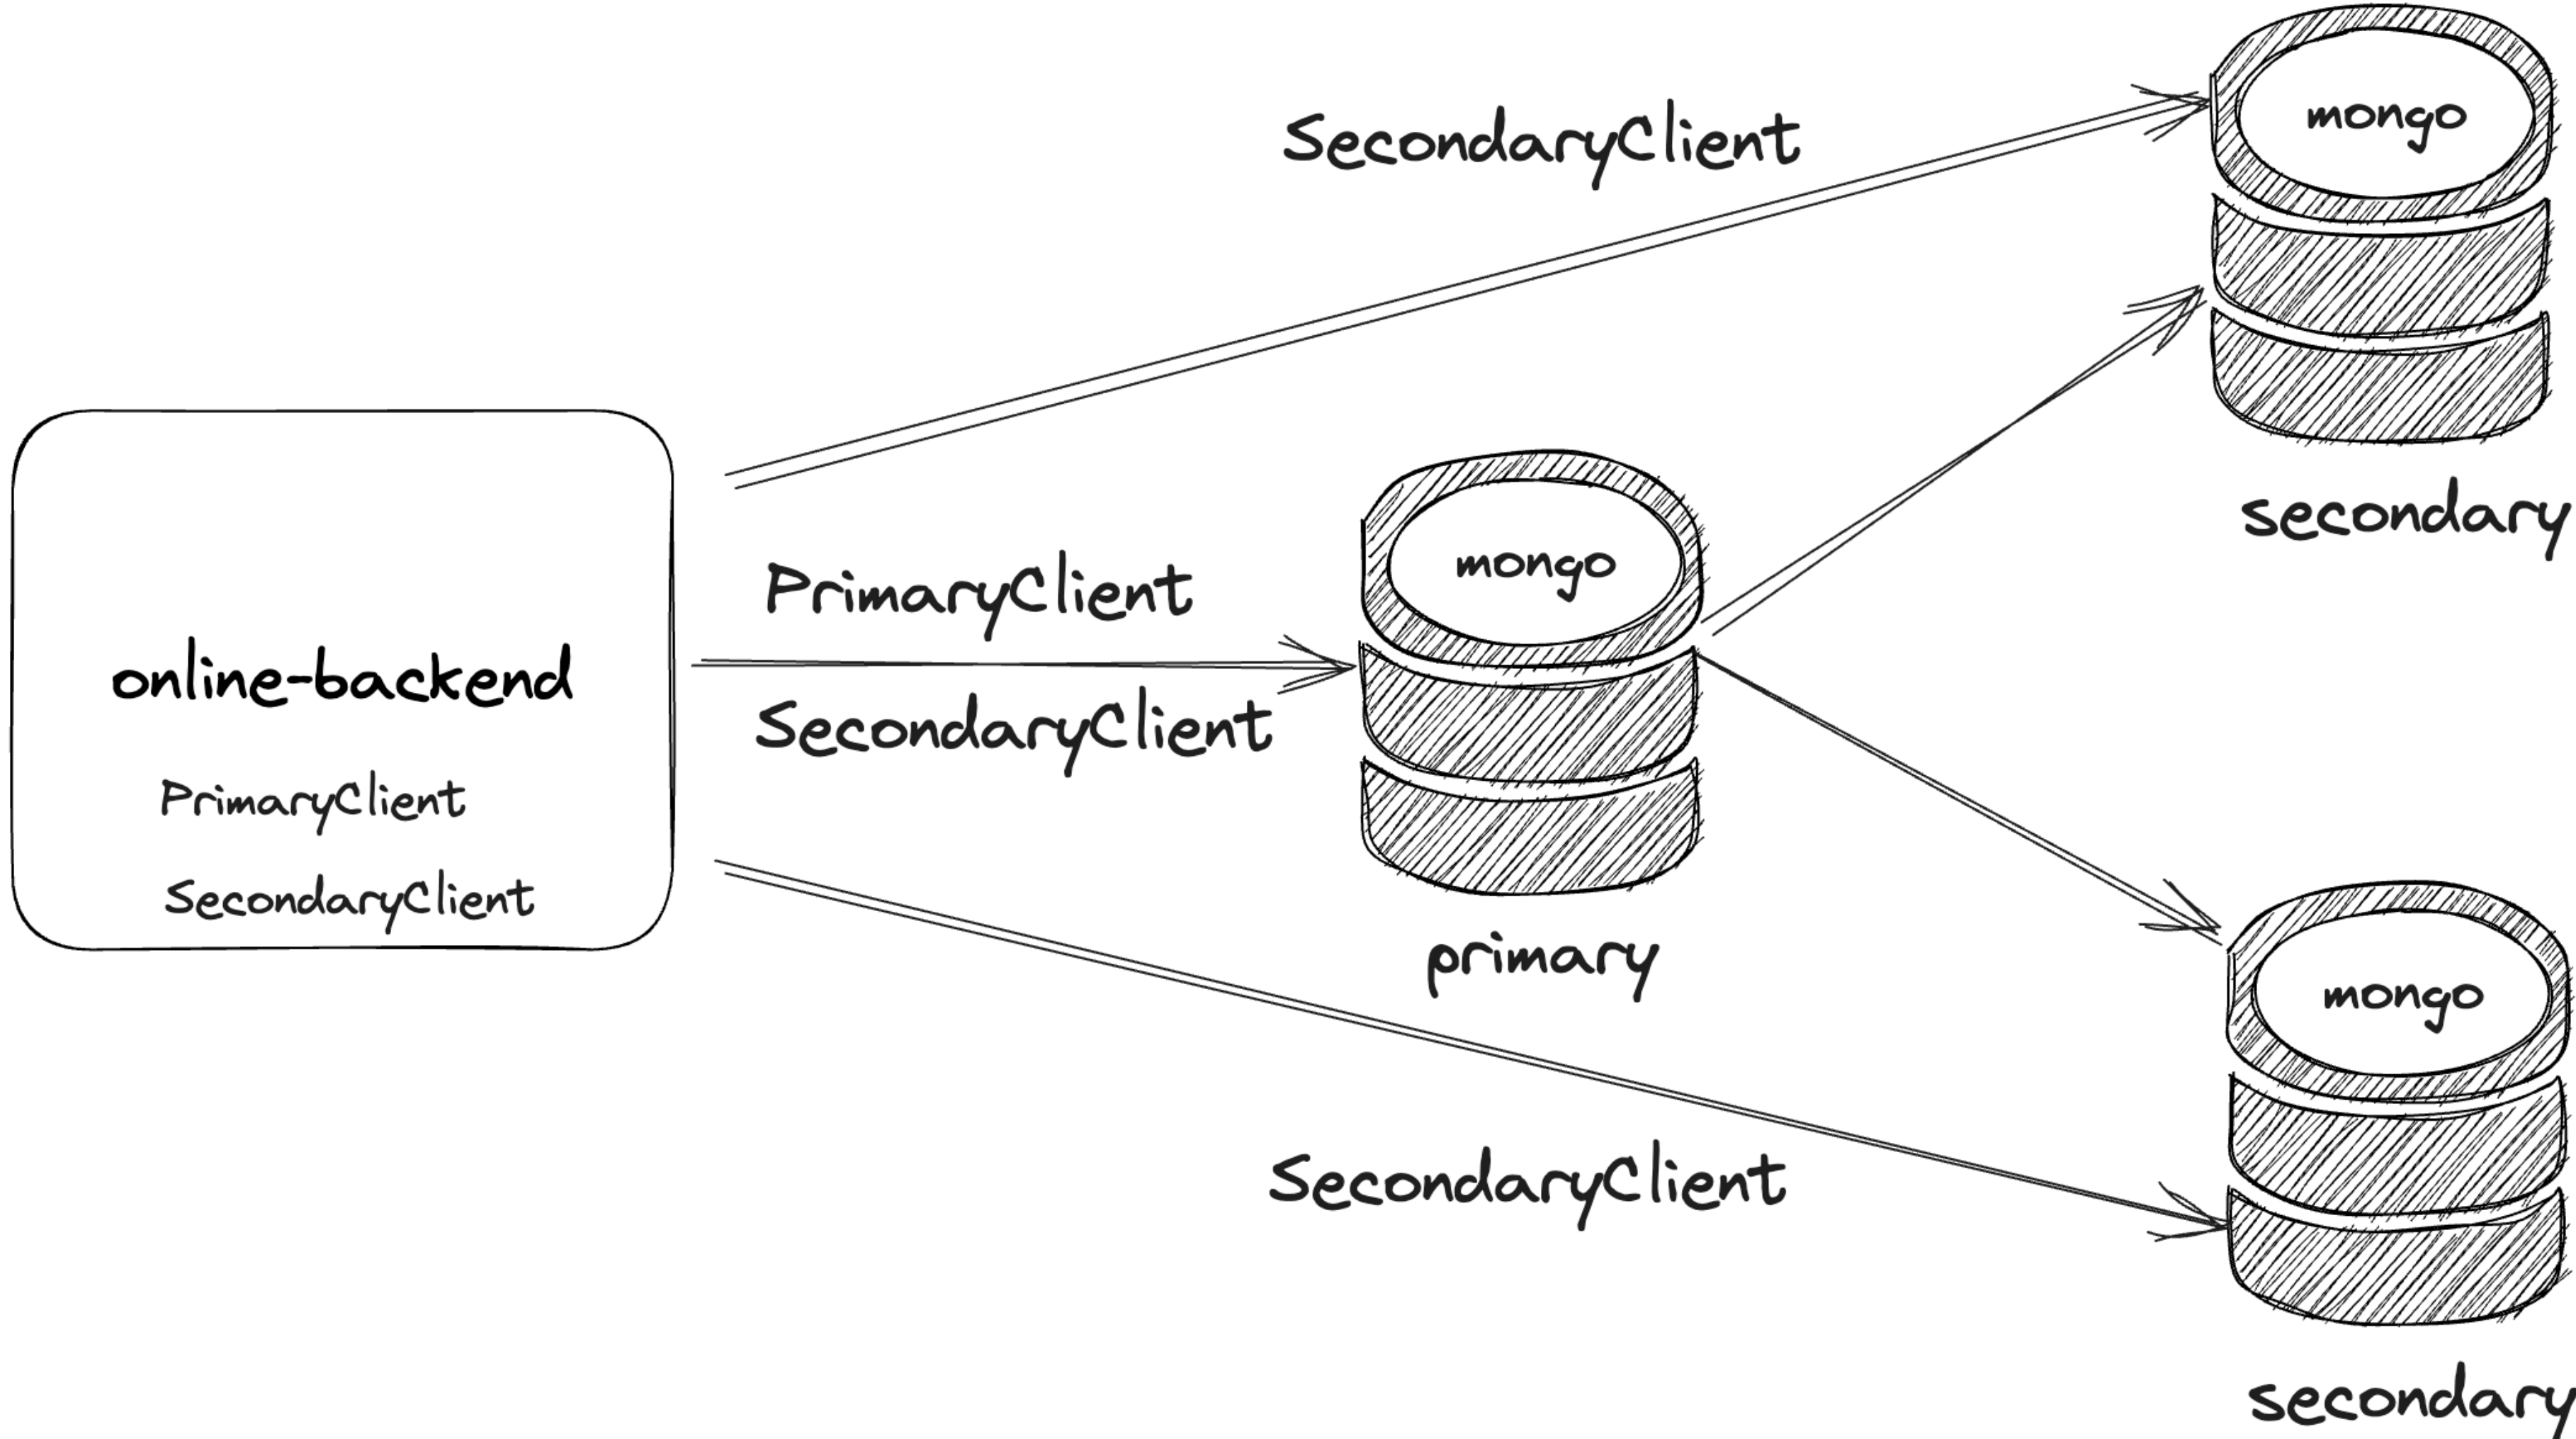 SecondaryClient
mongo
secondary
online-backend
PrimaryClient
SecondaryClient
PrimaryClient
SecondaryClient
mongo
primary
SecondaryClient
mongo
secondary